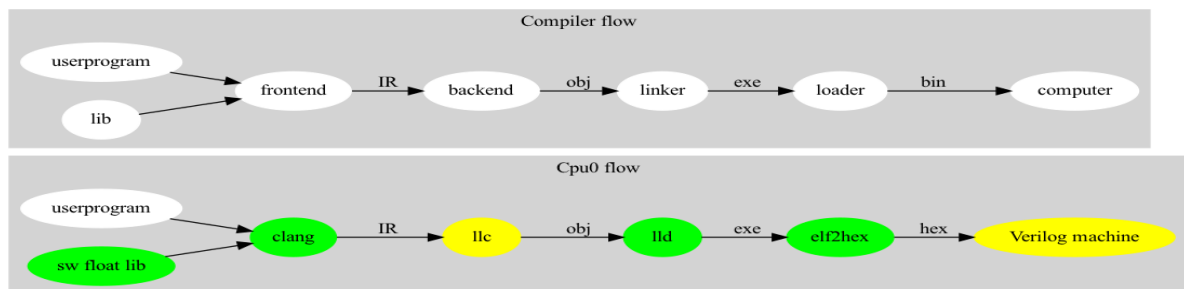 Compiler flow
userprogram
lib
frontend
IR
backend
obj
linker
exe
loader
bin
computer
Cpu0 flow
userprogram
sw float lib
clang
IR
llc
obj
lld
exe
elf2hex
hex
Verilog machine